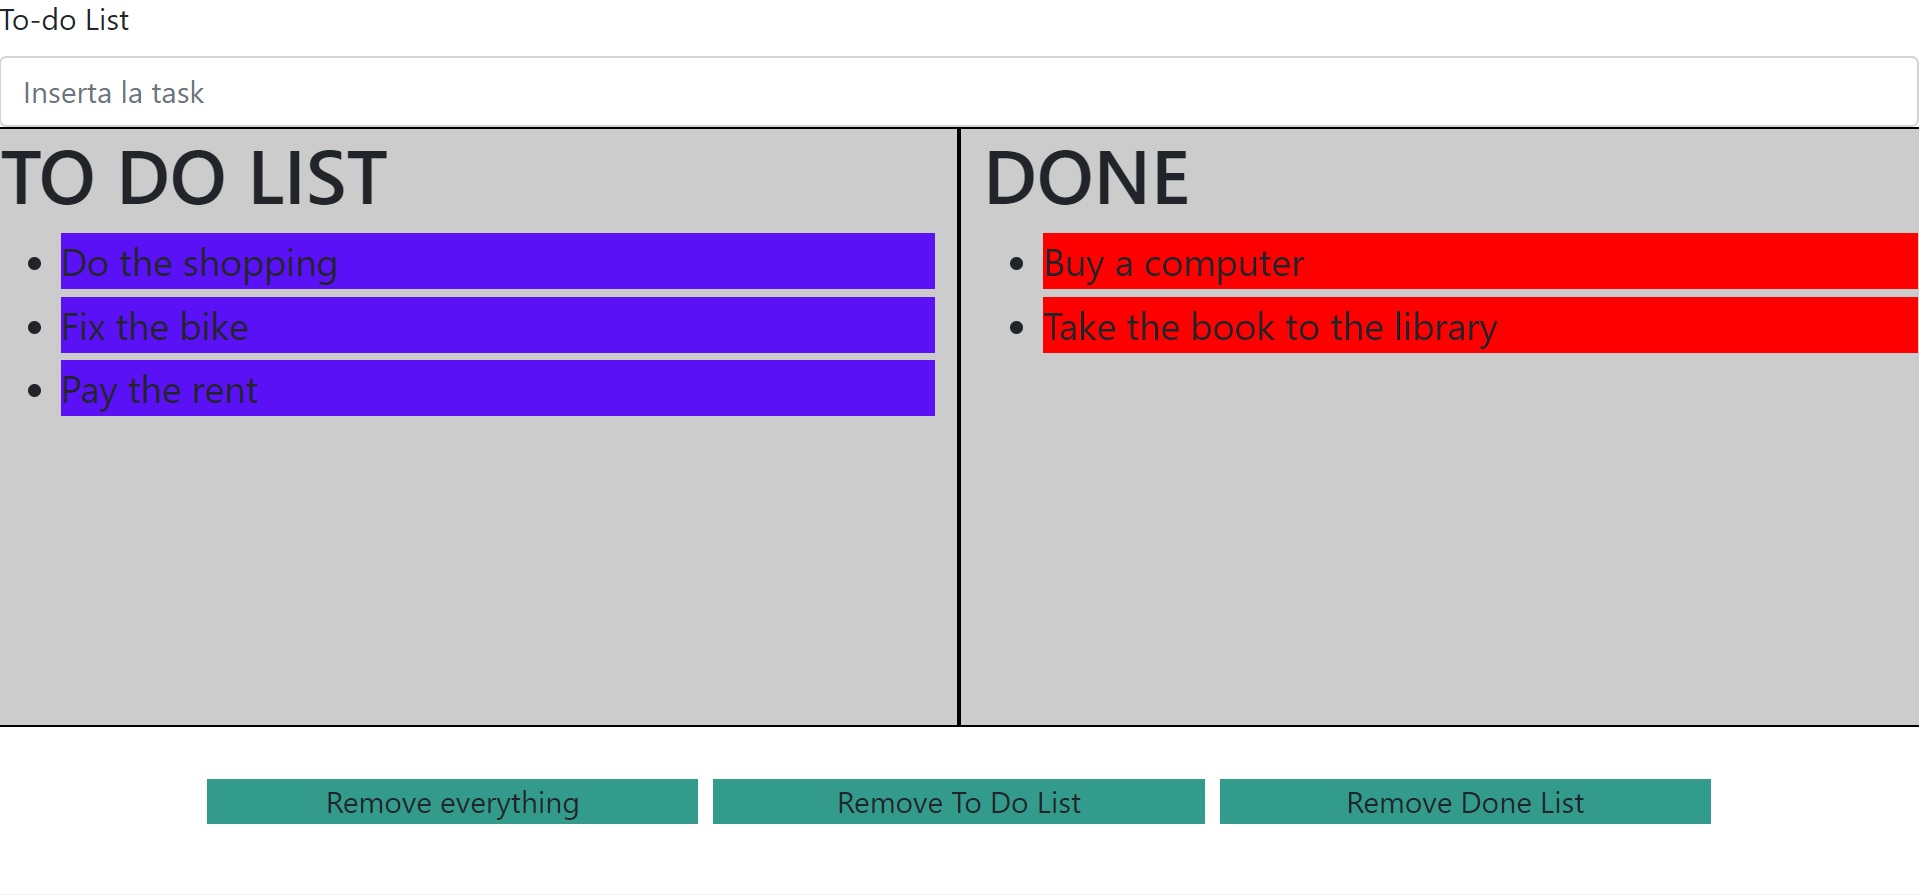 To-do List
Inserta la task
TO DO LIST
Do the shopping
Fix the bike
Pay the rent
DONE
Buy a computer
Take the book to the library
Remove everything
Remove To Do List
Remove Done List